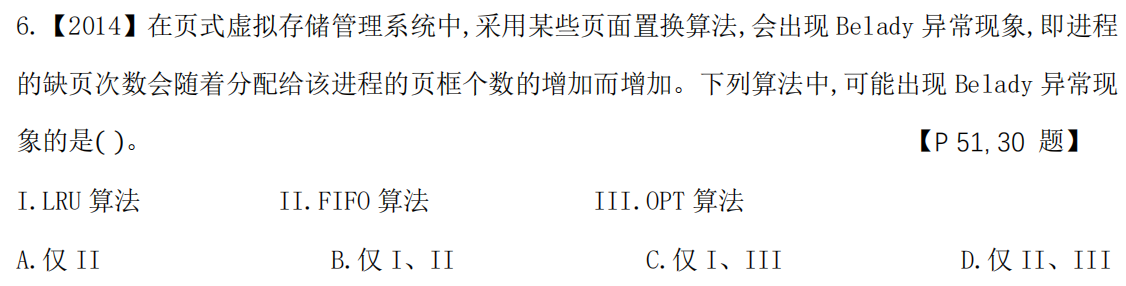 6.【2014】在页式虚拟存储管理系统中,采用某些页面置换算法,会出现 Belady 异常现象,即进程
的缺页次数会随着分配给该进程的页框个数的增加而增加。下列算法中,可能出现 Belady 异常现
象的是( )。 【P 51, 30 题】
I.LRU 算法 II.FIFO 算法 III.OPT 算法
A.仅 II B.仅 I、II C.仅 I、III D.仅 II、III